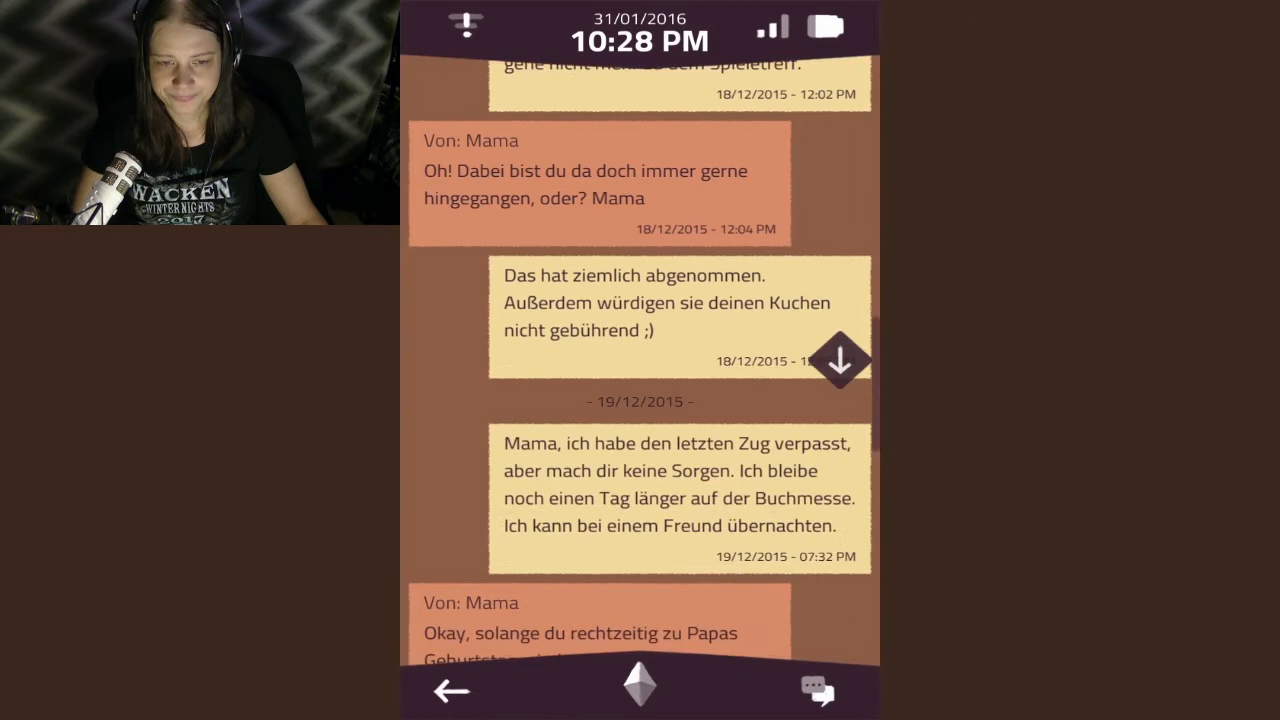 31/01/2016
10:28 PM
18/12/2015 - 12:02 PM
Von: Mama
Oh! Dabei bist du da doch immer gerne
hingegangen, oder? Mama
18/12/2015 - 12:04 PM
Das hat ziemlich abgenommen.
Außerdem würdigen sie deinen Kuchen
nicht gebührend ;)
18/12/2015 -
- 19/12/2015 -
Mama, ich habe den letzten Zug verpasst,
aber mach dir keine Sorgen. Ich bleibe
noch einen Tag länger auf der Buchmesse.
Ich kann bei einem Freund übernachten.
19/12/2015 - 07:32 PM
Von: Mama
Okay, solange du rechtzeitig zu Papas
WACKEN
WINTER NIGHTS
2017